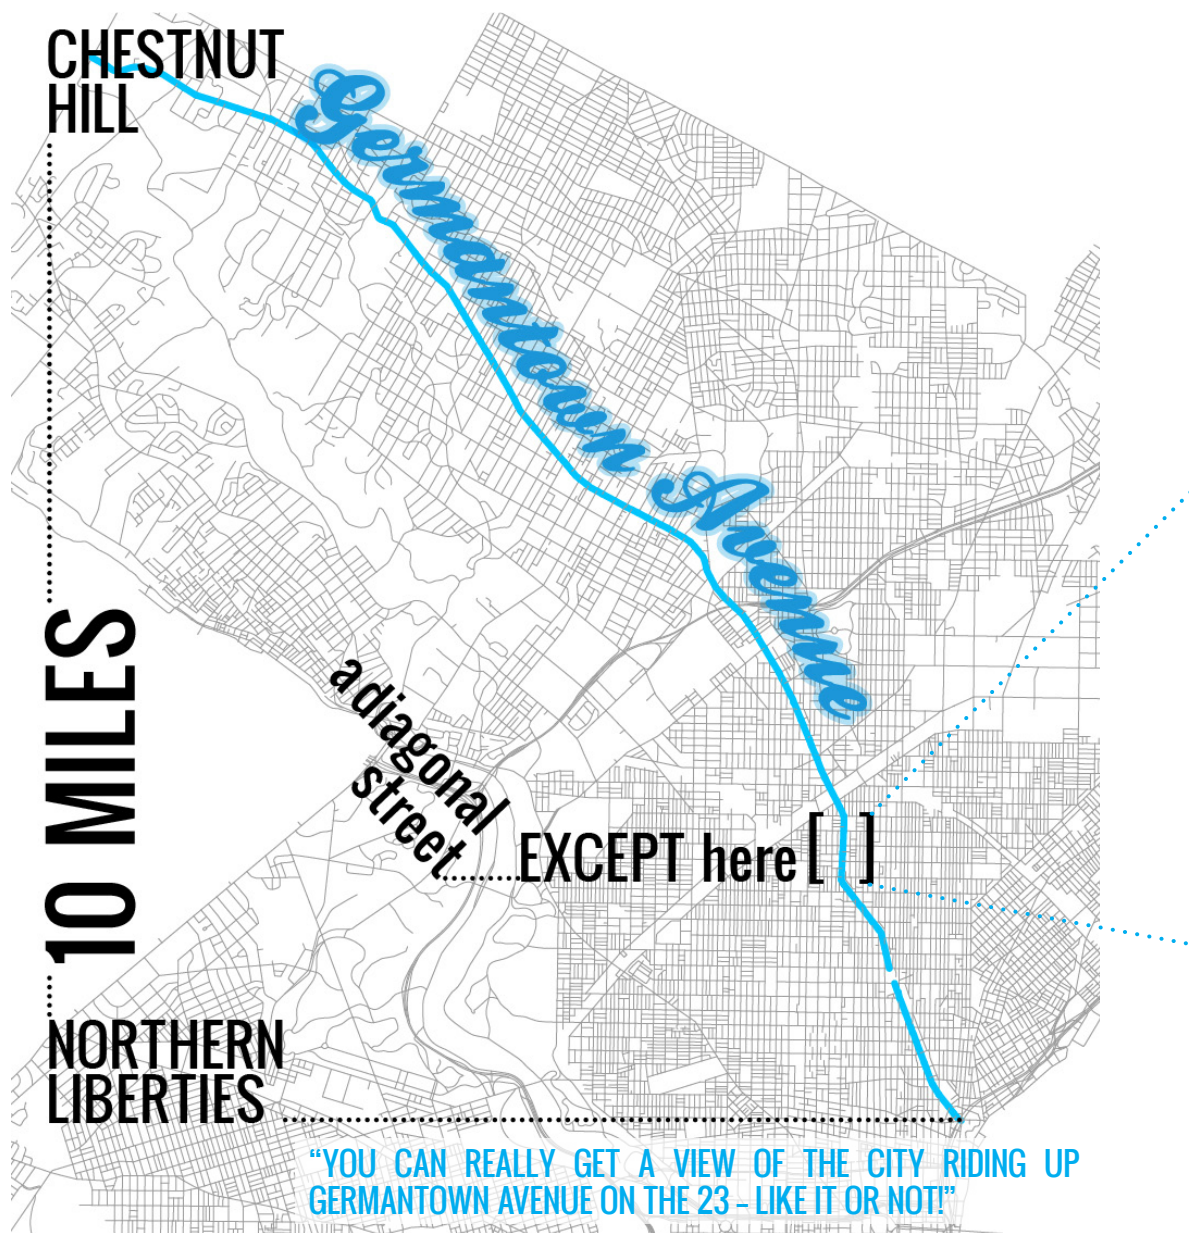 CHESTNUT
HILL
Germantown Avenue
10 MILES
a diagonal
street
EXCEPT here [ ]
NORTHERN
LIBERTIES
“YOU CAN REALLY GET A VIEW OF THE CITY RIDING UP
GERMANTOWN AVENUE ON THE 23 – LIKE IT OR NOT!”